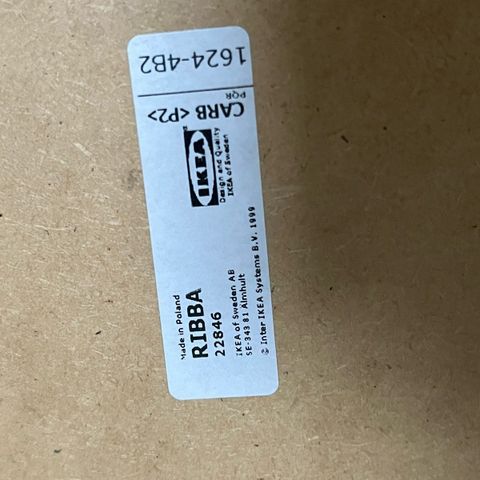 Made in Poland
RIBBA
22846
IKEA of Sweden AB
SE-343 81 Älmhult
© Inter IKEA Systems B.V. 1999
IKEA
Design and Quality
IKEA of Sweden
CARB <P2>
PQR
1624-4B2